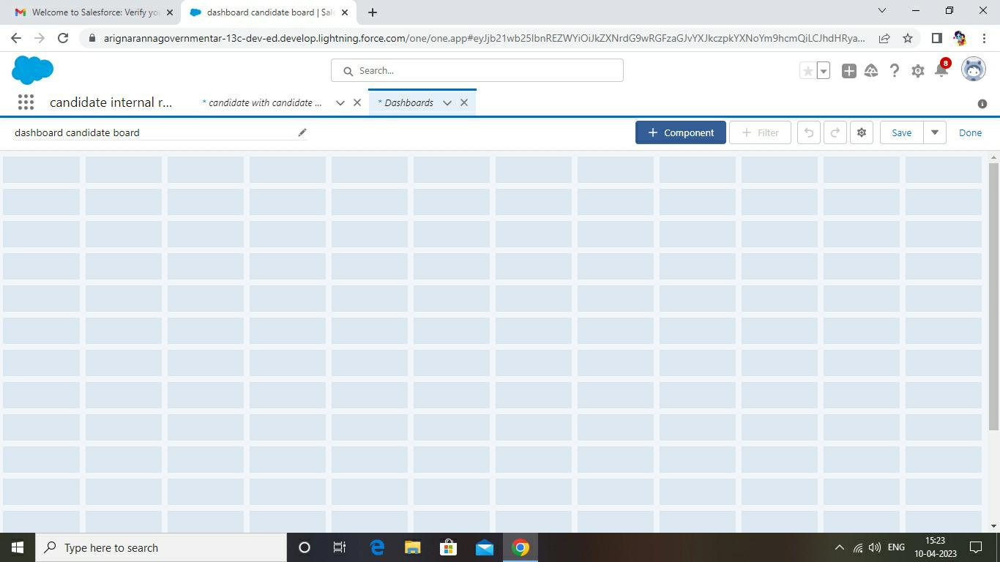 Welcome to Salesforce: Verify yo
dashboard candidate board | Sal
arignarannagovernmentar-13c-dev-ed.develop.lightning.force.com/one/one.app#eyJjb21wb25lbnREZWYiOiJkZXNrdG9wRGFzaGJvYXJkczpkYXNoYm9hcmQiLCJhdHRya...
Search...
8
candidate internal r...
* candidate with candidate ...
* Dashboards
dashboard candidate board
+ Component
+ Filter
Save
Done
Type here to search
ENG
15:23
10-04-2023